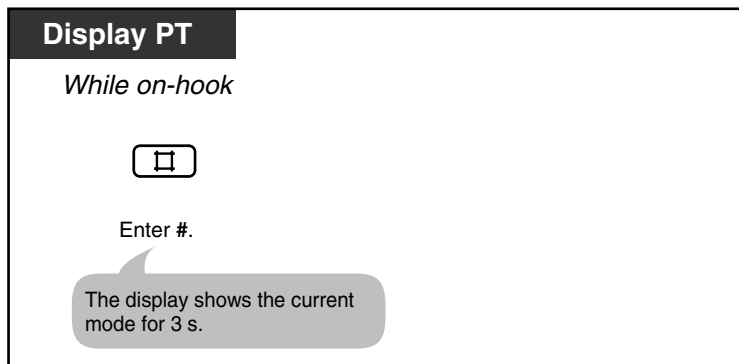 Display PT
While on-hook
#
Enter #.
The display shows the current
mode for 3 s.